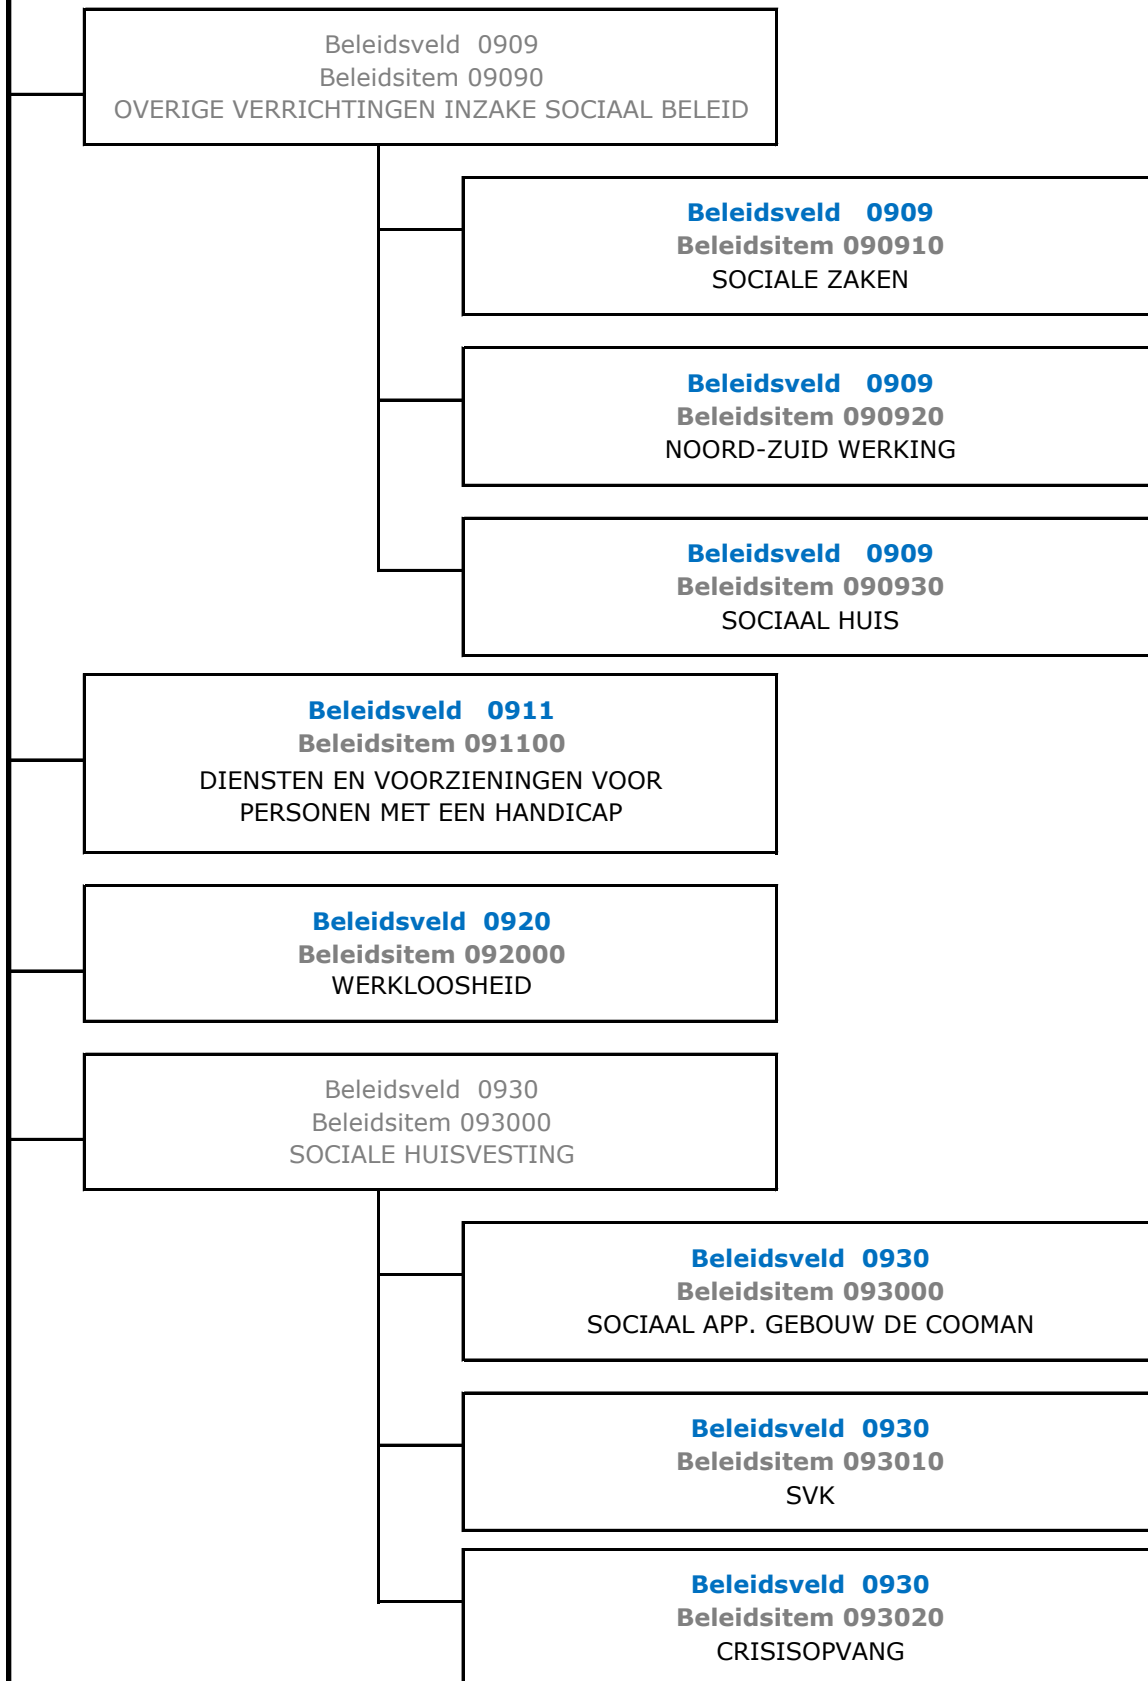 Beleidsveld 0909
Beleidsitem 09090
OVERIGE VERRICHTINGEN INZAKE SOCIAAL BELEID
Beleidsveld 0909
Beleidsitem 090910
SOCIALE ZAKEN
Beleidsveld 0909
Beleidsitem 090920
NOORD-ZUID WERKING
Beleidsveld 0909
Beleidsitem 090930
SOCIAAL HUIS
Beleidsveld 0911
Beleidsitem 091100
DIENSTEN EN VOORZIENINGEN VOOR
PERSONEN MET EEN HANDICAP
Beleidsveld 0920
Beleidsitem 092000
WERKLOOSHEID
Beleidsveld 0930
Beleidsitem 093000
SOCIALE HUISVESTING
Beleidsveld 0930
Beleidsitem 093000
SOCIAAL APP. GEBOUW DE COOMAN
Beleidsveld 0930
Beleidsitem 093010
SVK
Beleidsveld 0930
Beleidsitem 093020
CRISISOPVANG